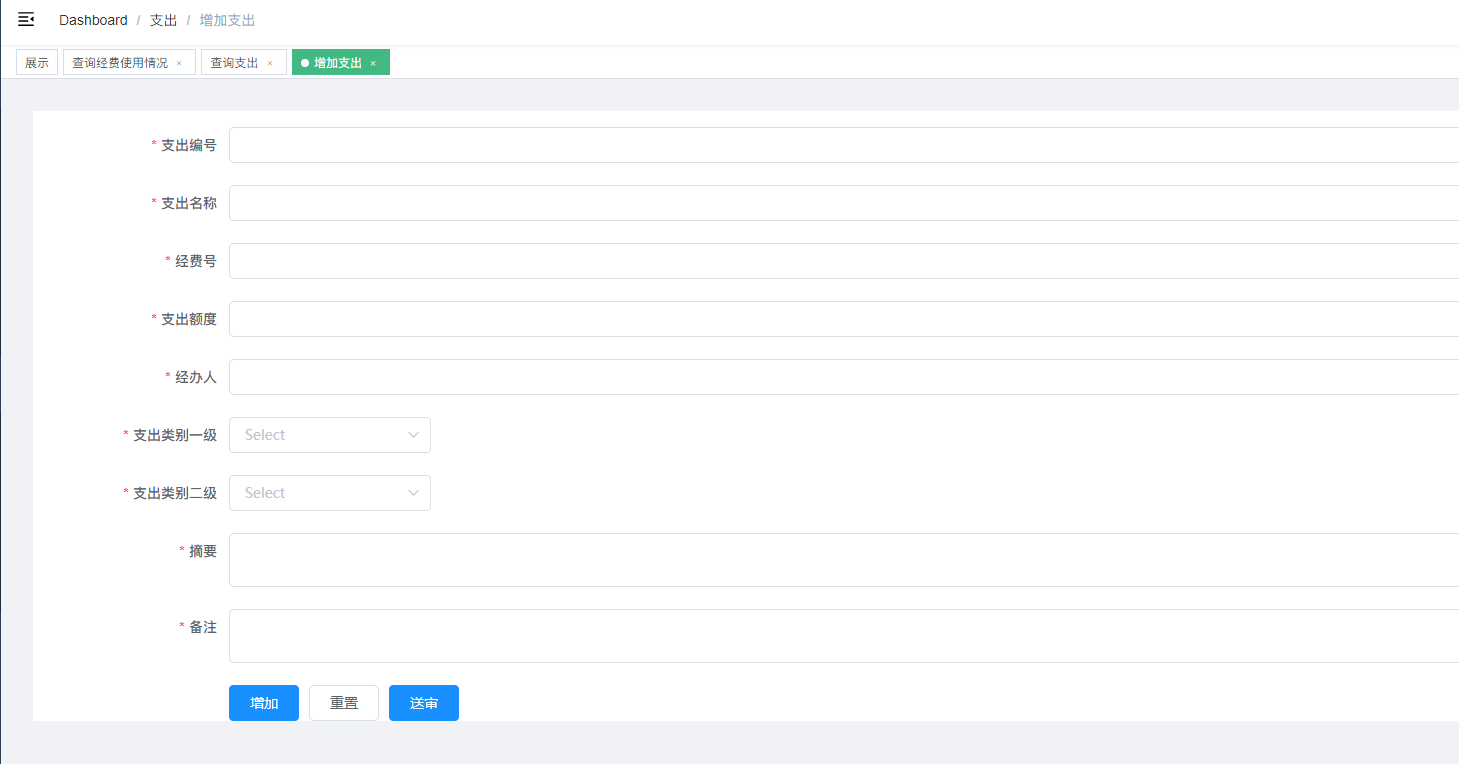 Dashboard / 支出 / 增加支出
展示 查询经费使用情况 × 查询支出 × 增加支出 ×
* 支出编号
* 支出名称
* 经费号
* 支出额度
* 经办人
* 支出类别一级 Select
* 支出类别二级 Select
* 摘要
* 备注
增加 重置 送审